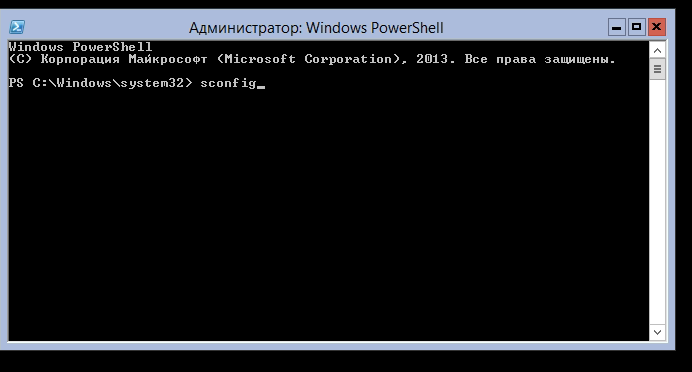 Администратор: Windows PowerShell
Windows PowerShell
(C) Корпорация Майкрософт (Microsoft Corporation), 2013. Все права защищены.
PS C:\Windows\system32> sconfig_